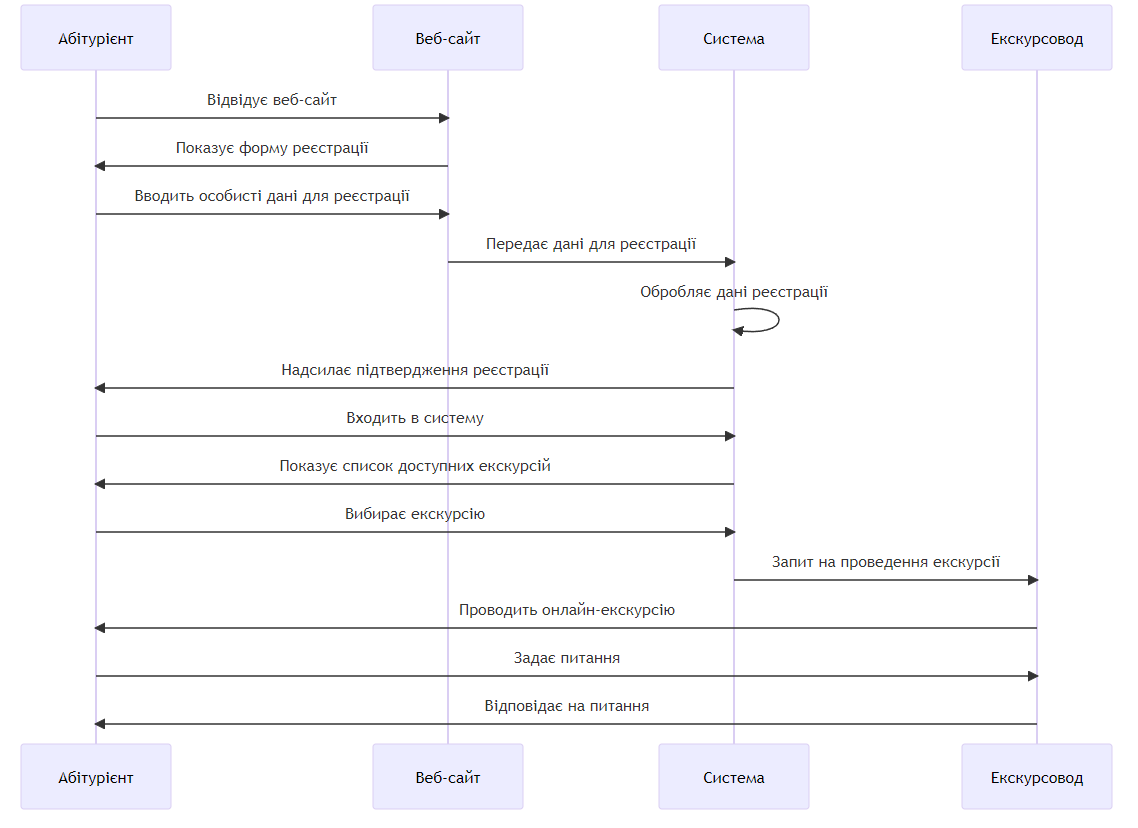 Абітурієнт
Веб-сайт
Система
Екскурсовод
Відвідує веб-сайт
Показує форму реєстрації
Вводить особисті дані для реєстрації
Передає дані для реєстрації
Обробляє дані реєстрації
Надсилає підтвердження реєстрації
Входить в систему
Показує список доступних екскурсій
Вибирає екскурсію
Запит на проведення екскурсії
Проводить онлайн-екскурсію
Задає питання
Відповідає на питання
Абітурієнт
Веб-сайт
Система
Екскурсовод